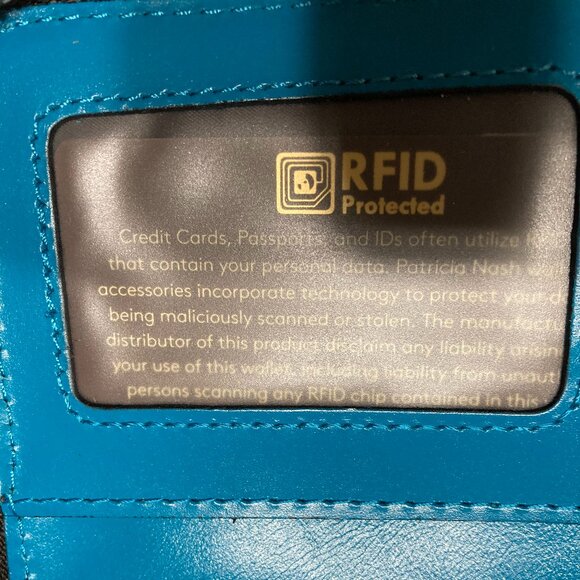 RFID
Protected
Credit Cards, Passports, and IDs often utilize
that contain your personal data. Patricia Nash
accessories incorporate technology to protect your
being maliciously scanned or stolen. The
distributor of this product disclaim any liability
your use of this wallet, including liability from
persons scanning any RFID chip contained in this